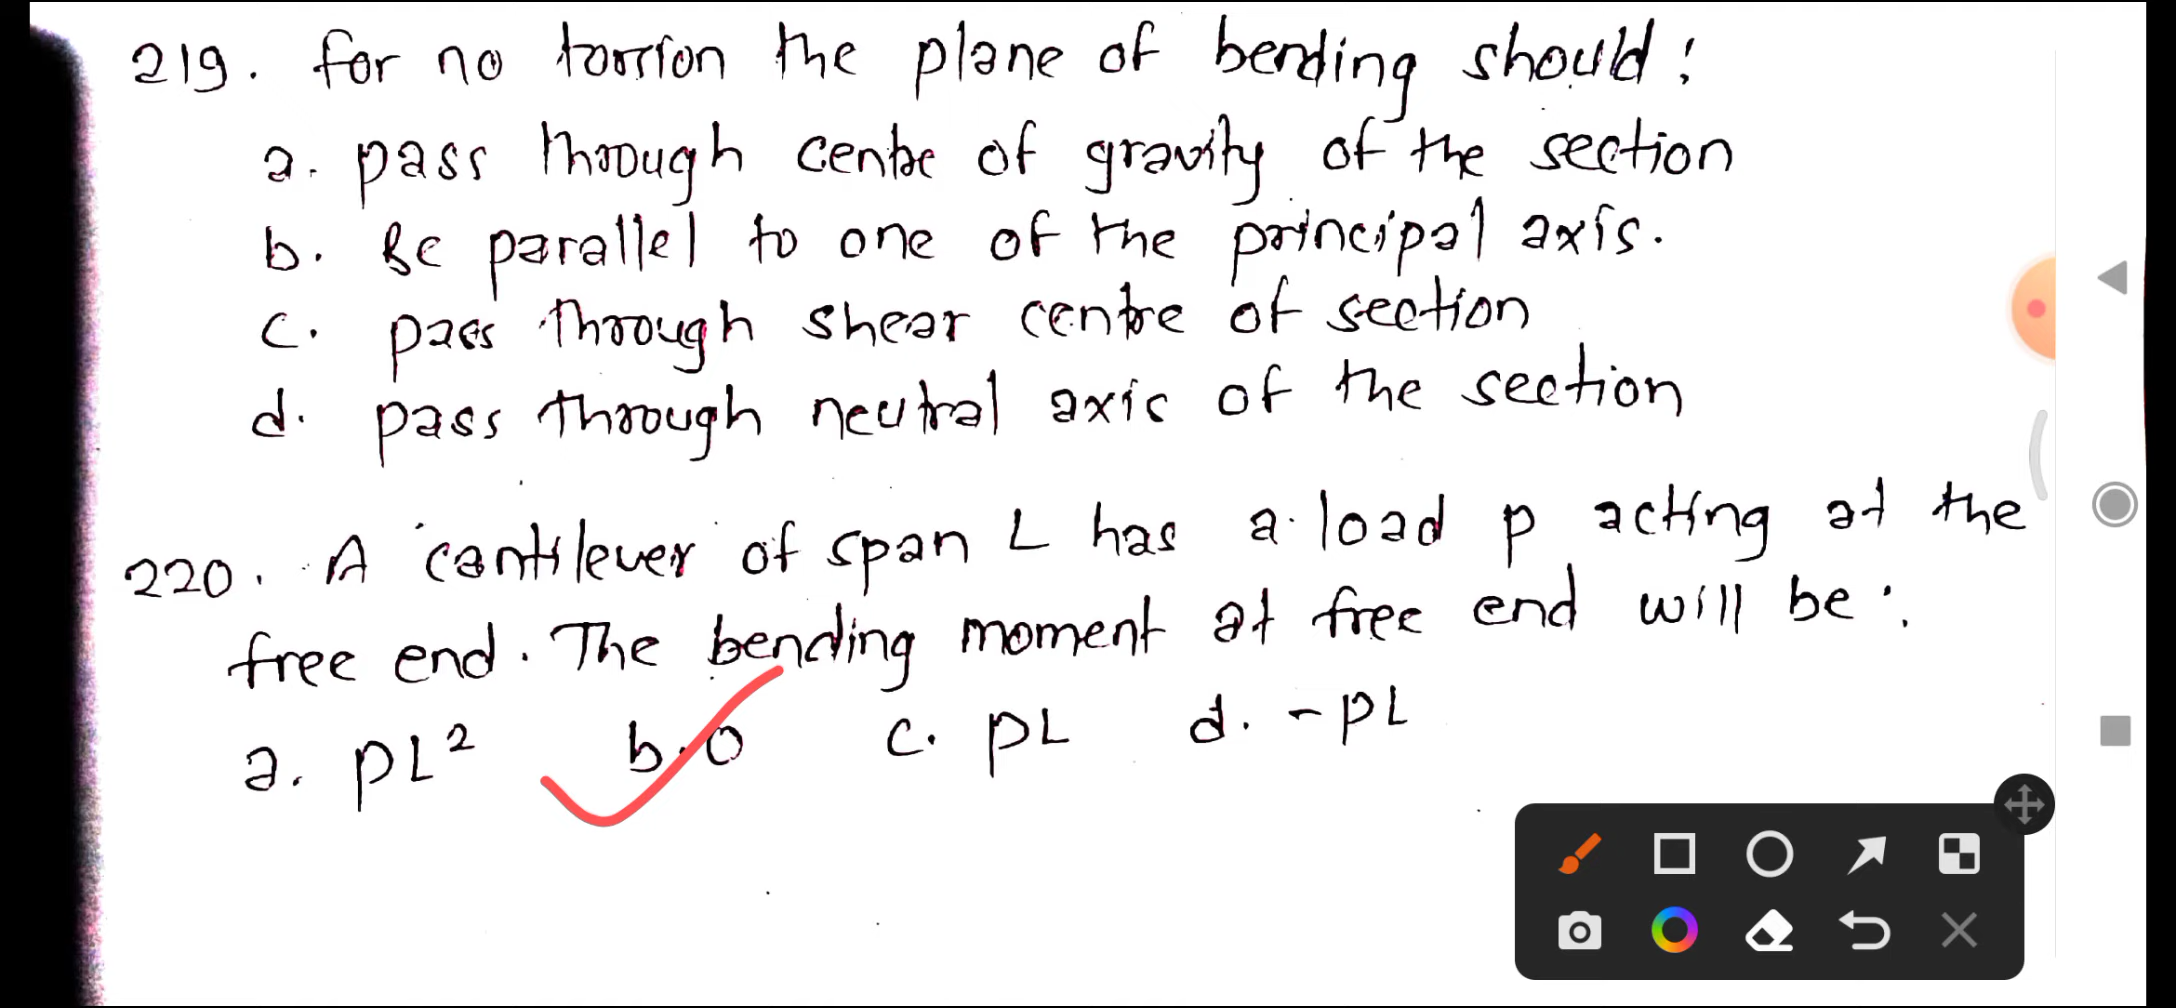 219. for no torsion the plane of bending should:
a. pass through centre of gravity of the section
b. Be parallel to one of the principal axis.
c. pass through shear centre of section
d. pass through neutral axis of the section
220. A cantilever of span L has a load p acting at the
free end. The bending moment at free end will be:
a. PL² b. 0 c. PL d. -PL